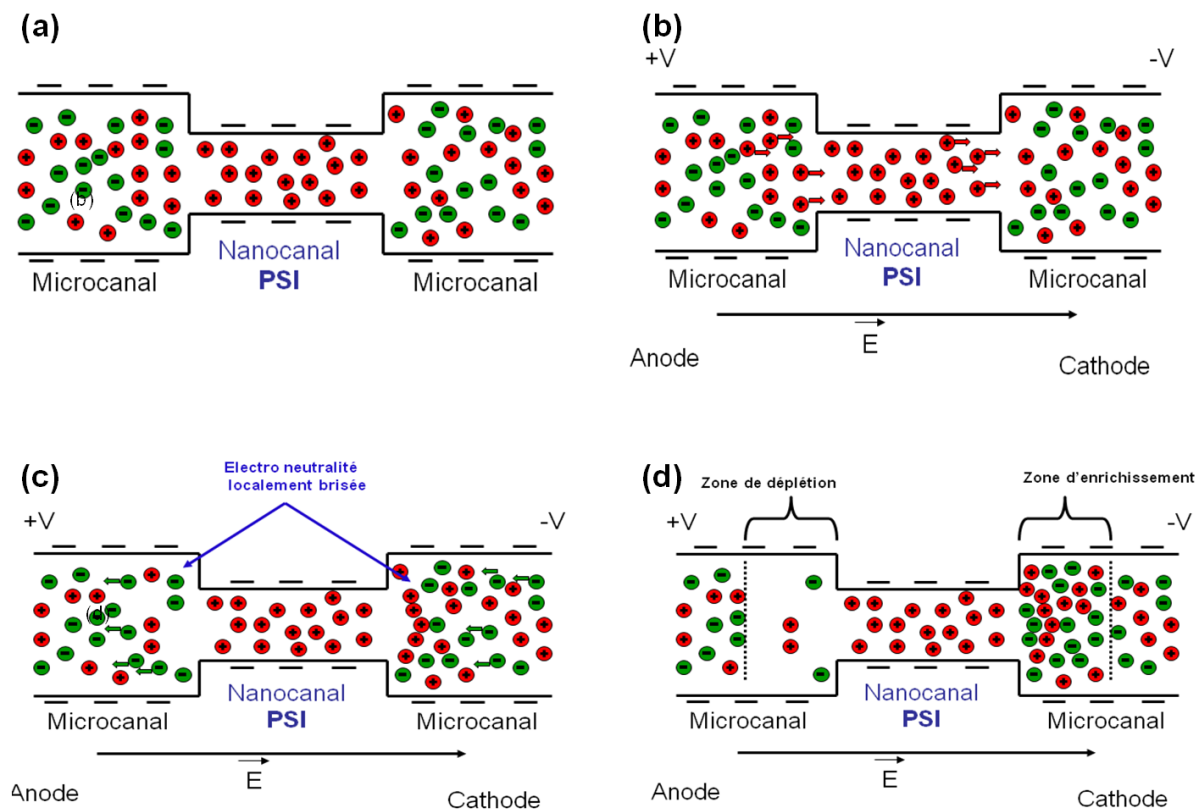 (a)
(b)
Nanocanal
PSI
Microcanal
Microcanal
(b)
+V
-V
Nanocanal
PSI
Microcanal
Microcanal
E
Anode
Cathode
(c)
Electro neutralité
localement brisée
+V
-V
(d)
Nanocanal
PSI
Microcanal
Microcanal
E
Anode
Cathode
(d)
Zone de déplétion
Zone d'enrichissement
+V
-V
Nanocanal
PSI
Microcanal
Microcanal
E
Anode
Cathode